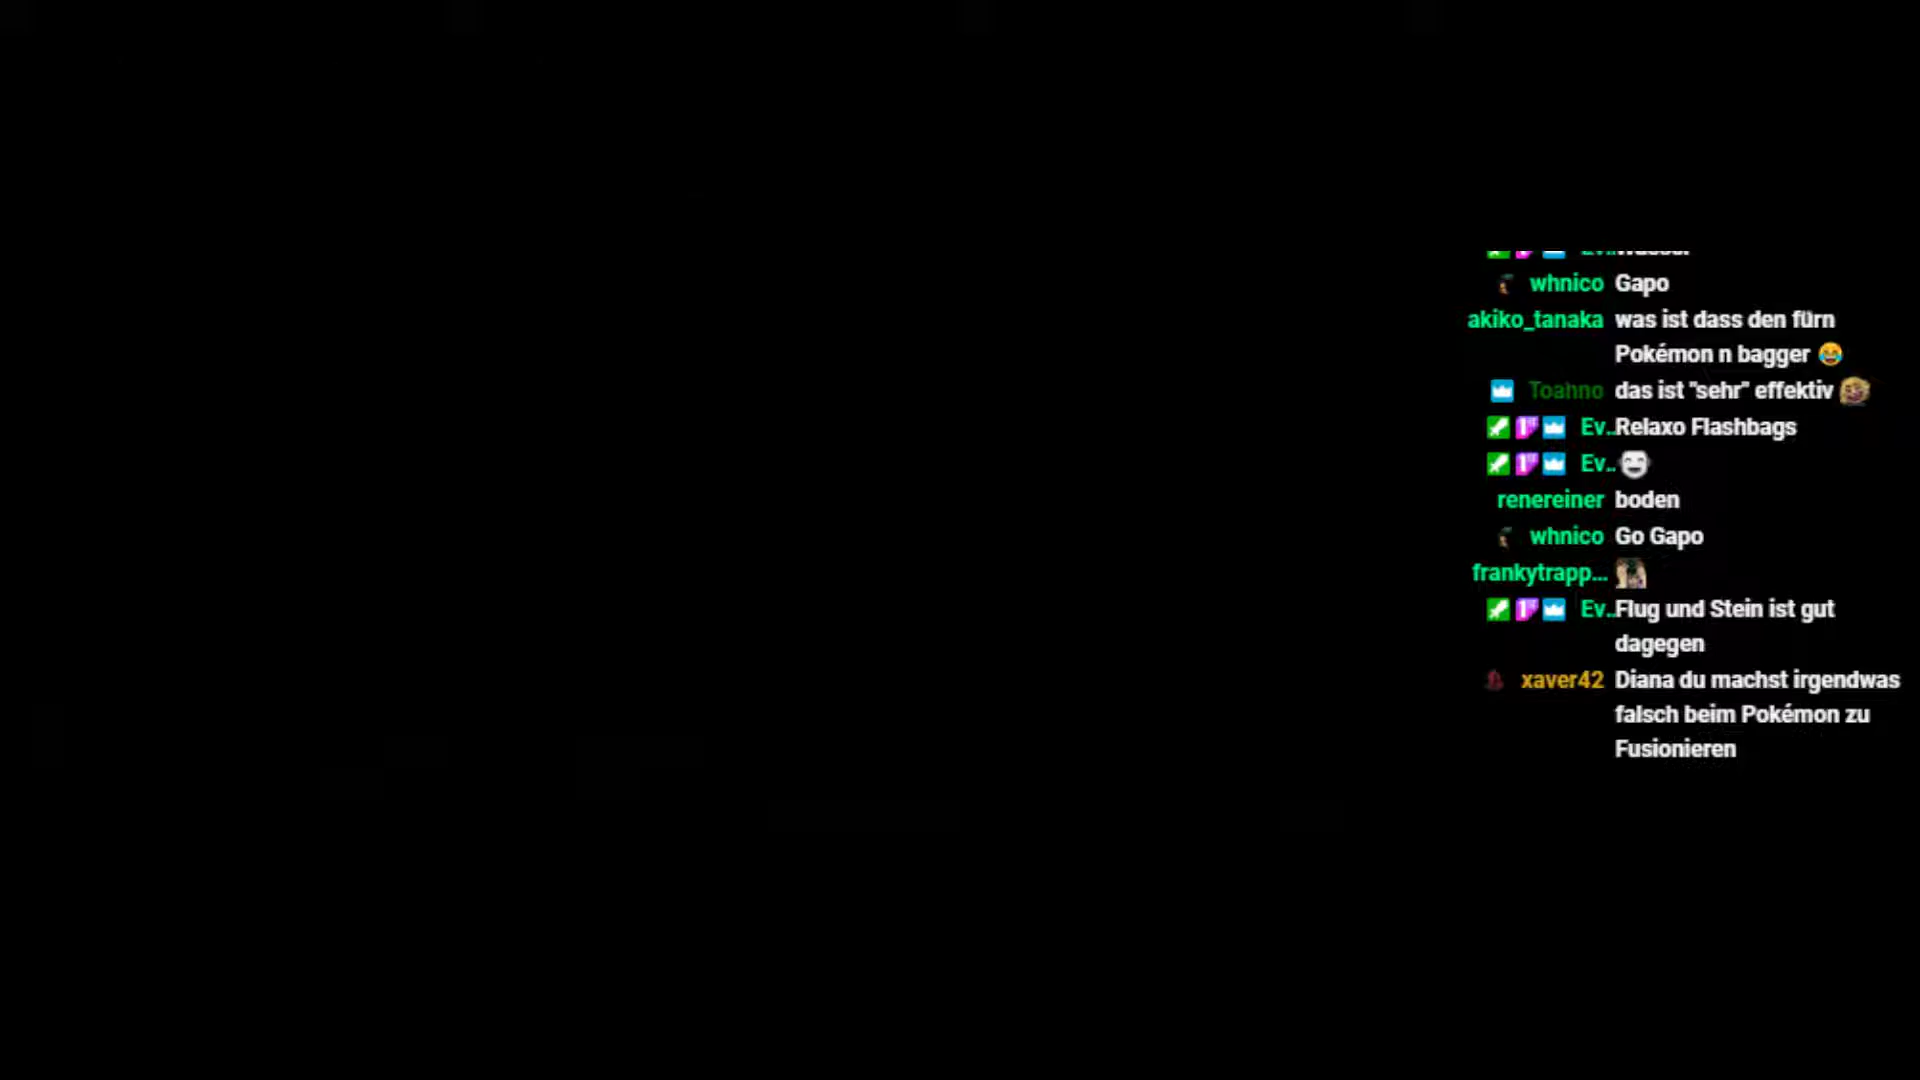 whnico Gapo
akiko_tanaka was ist dass den fürn
Pokémon n bagger 😂
Toahno das ist "sehr" effektiv
Ev.. Relaxo Flashbags
Ev..
renereiner boden
whnico Go Gapo
frankytrapp...
Ev.. Flug und Stein ist gut
dagegen
xaver42 Diana du machst irgendwas
falsch beim Pokémon zu
Fusionieren